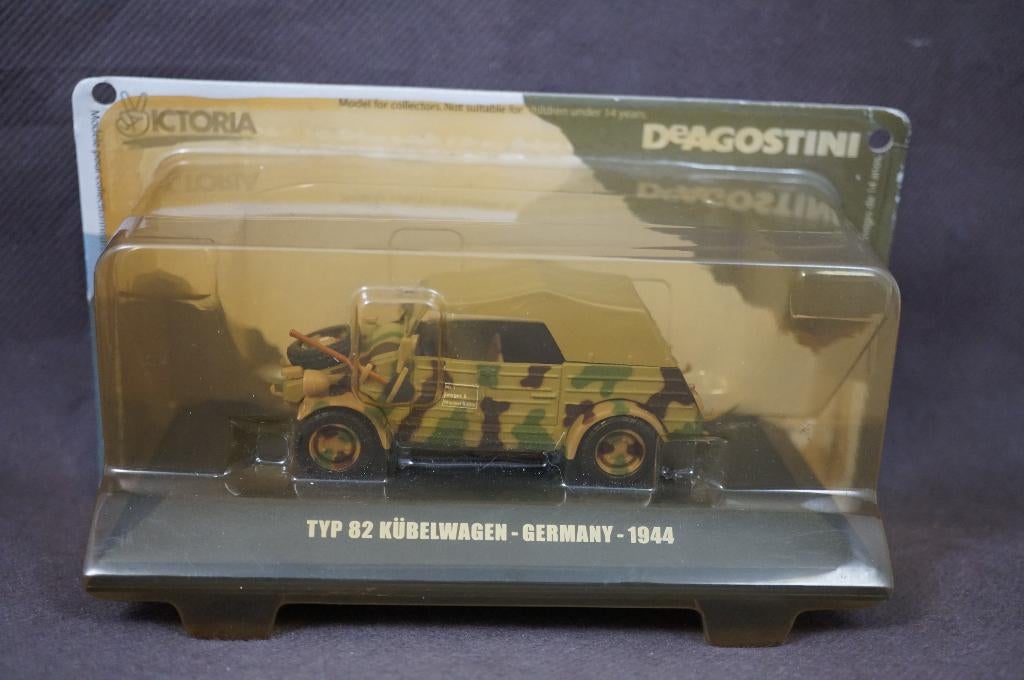 VICTORIA
Model for collectors. Not suitable for children under 14 years.
DeAGOSTINI
TYP 82 KÜBELWAGEN - GERMANY - 1944